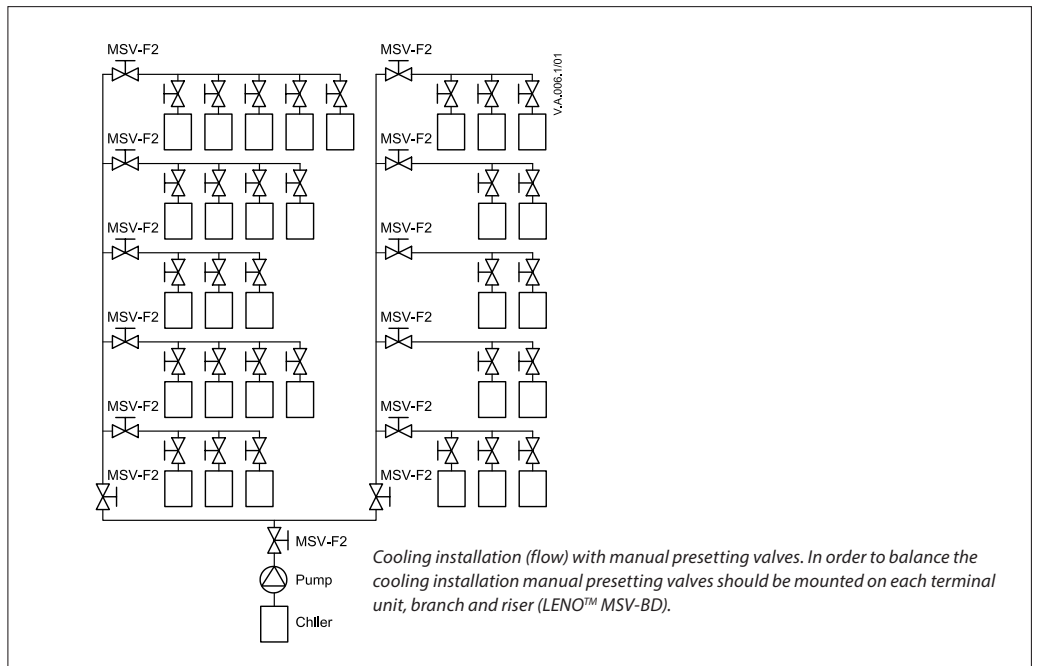 MSV-F2
MSV-F2
V.A.006.1/01
MSV-F2
MSV-F2
MSV-F2
MSV-F2
MSV-F2
MSV-F2
MSV-F2
MSV-F2
MSV-F2
MSV-F2
MSV-F2
Pump
Chller
Cooling installation (flow) with manual presetting valves. In order to balance the
cooling installation manual presetting valves should be mounted on each terminal
unit, branch and riser (LENO™ MSV-BD).